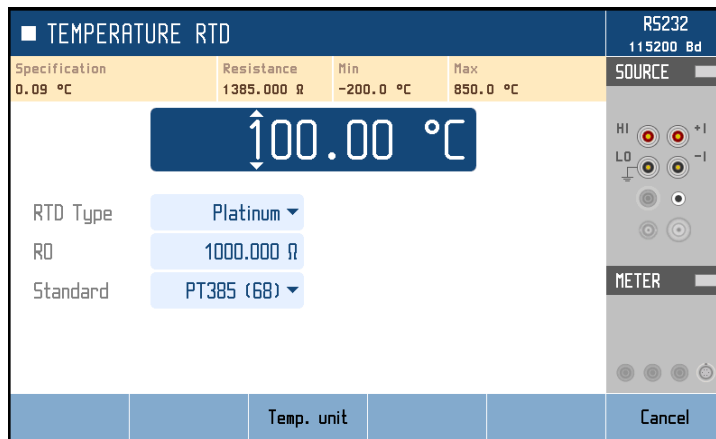 ■ TEMPERATURE RTD
RS232
115200 Bd
Specification Resistance Min Max
0.09 °C 1385.000 Ω -200.0 °C 850.0 °C
SOURCE
100.00 °C
HI +I
LO -I
RTD Type Platinum
R0 1000.000 Ω
Standard PT385 (68)
METER
Temp. unit Cancel